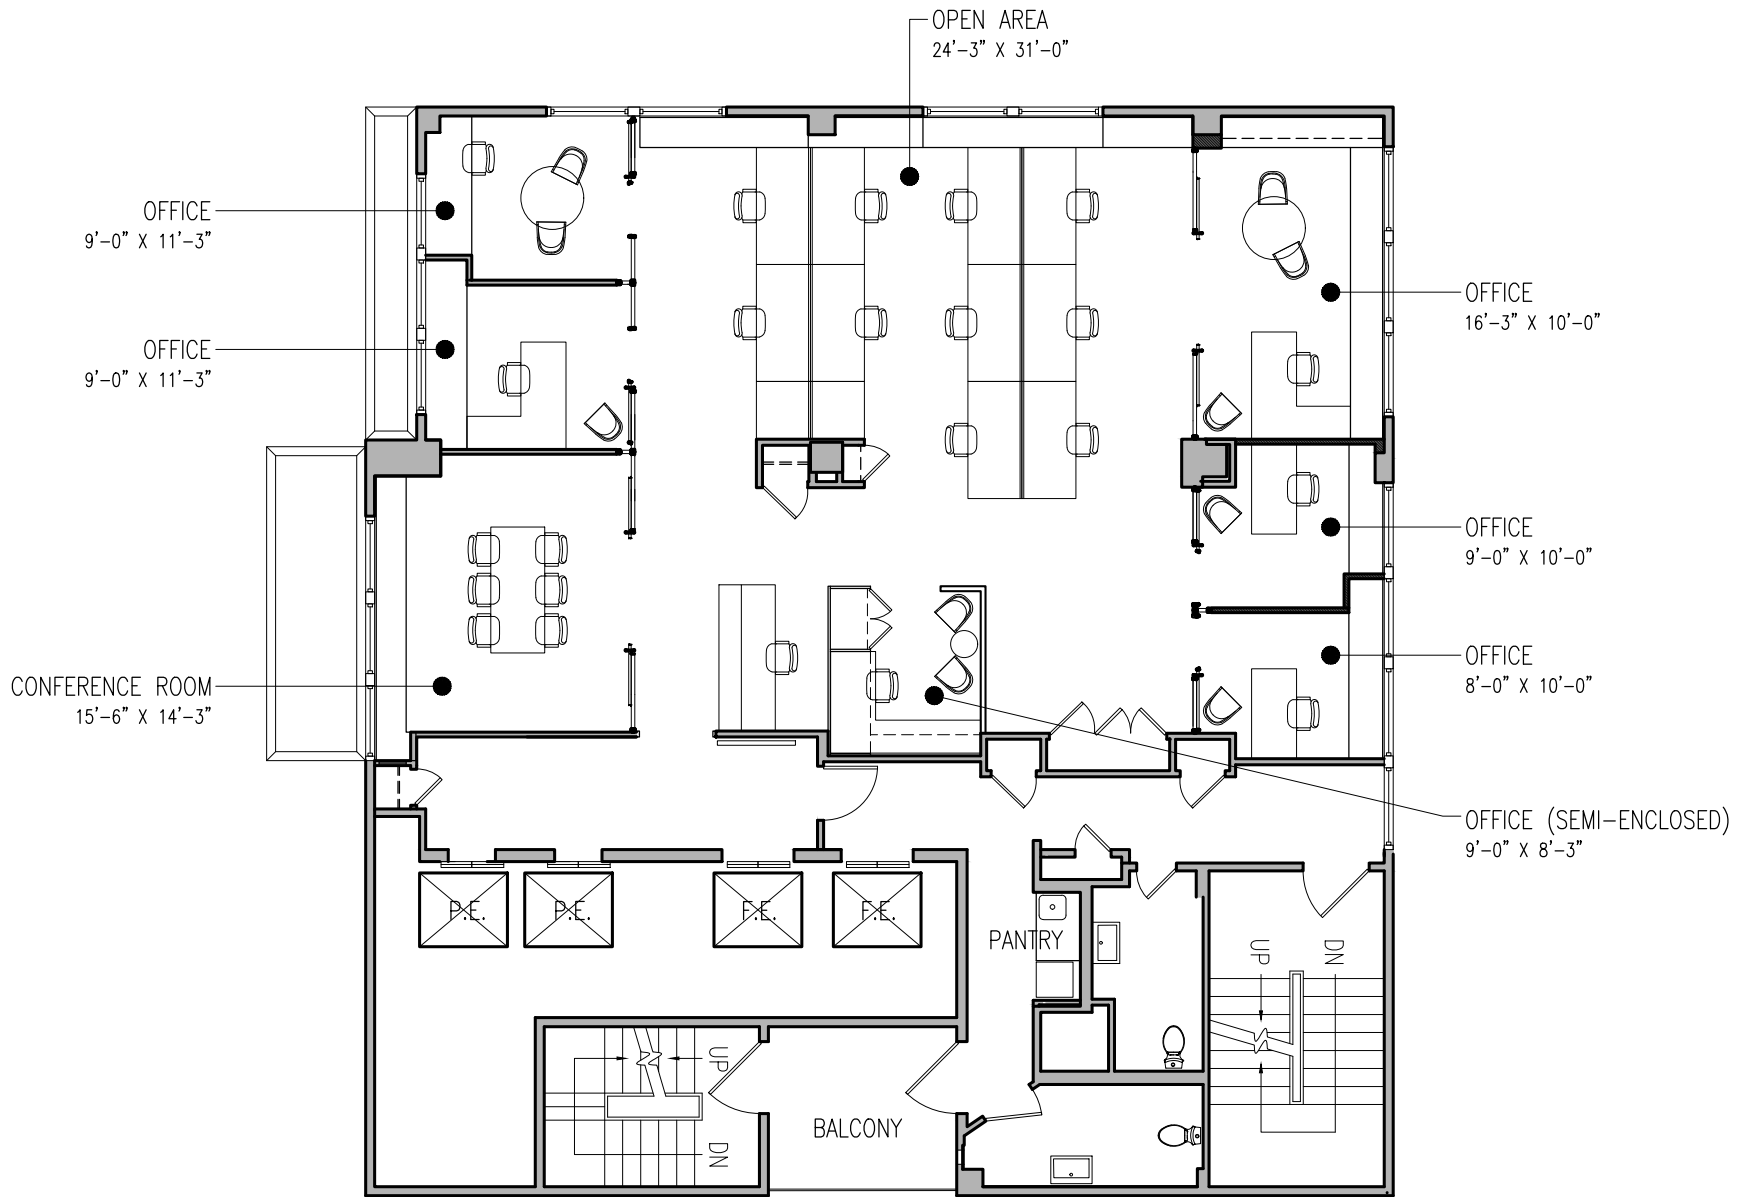 OPEN AREA
24'-3" X 31'-0"
OFFICE
9'-0" X 11'-3"
OFFICE
16'-3" X 10'-0"
OFFICE
9'-0" X 11'-3"
OFFICE
9'-0" X 10'-0"
OFFICE
8'-0" X 10'-0"
CONFERENCE ROOM
15'-6" X 14'-3"
OFFICE (SEMI-ENCLOSED)
9'-0" X 8'-3"
P.E.
P.E.
F.E.
F.E.
PANTRY
UP
DN
UP
BALCONY
DN